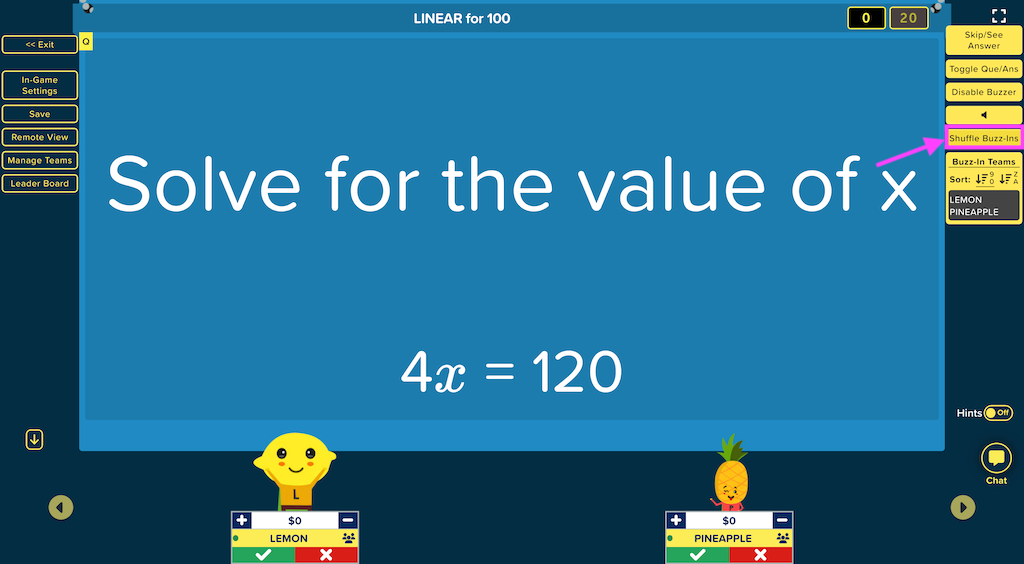 LINEAR for 100
0
20
<< Exit
In-Game
Settings
Save
Remote View
Manage Teams
Leader Board
Q
Solve for the value of x
4x = 120
Skip/See
Answer
Toggle Que/Ans
Disable Buzzer
Shuffle Buzz-Ins
Buzz-In Teams
Sort: 9 0 Z A
LEMON
PINEAPPLE
Hints Off
Chat
L
+ $0 −
LEMON
+ $0 −
PINEAPPLE